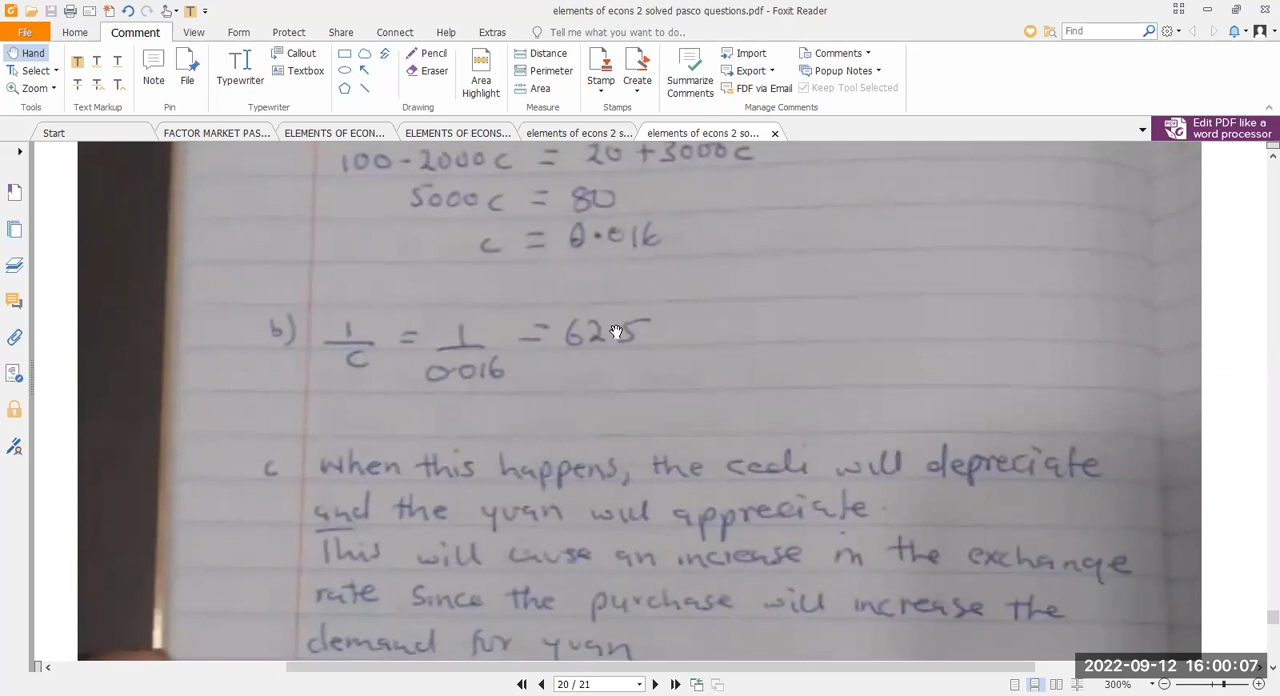 elements of econs 2 solved pasco questions.pdf - Foxit Reader
File Home Comment View Form Protect Share Connect Help Extras Tell me what you want to do.. Find
Hand
Select
Zoom
Tools
Text Markup
Note
File
Pin
Typewriter
Callout
Textbox
Typewriter
Pencil
Eraser
Drawing
Area Highlight
Distance
Perimeter
Area
Measure
Stamp
Create
Stamps
Summarize Comments
Import
Export
FDF via Email
Comments
Popup Notes
Keep Tool Selected
Manage Comments
Start FACTOR MARKET PAS... ELEMENTS OF ECON... ELEMENTS OF ECONS... elements of econs 2 s... elements of econs 2 so...
Edit PDF like a word processor
100 - 2000c = 20 + 3000c
5000c = 80
c = 0.016
b) 1/c = 1/0.016 = 62.5
c When this happens, the cedi will depreciate
and the yuan will appreciate.
This will cause an increase in the exchange
rate since the purchase will increase the
demand for yuan
2022-09-12 16:00:07
20 / 21
300%